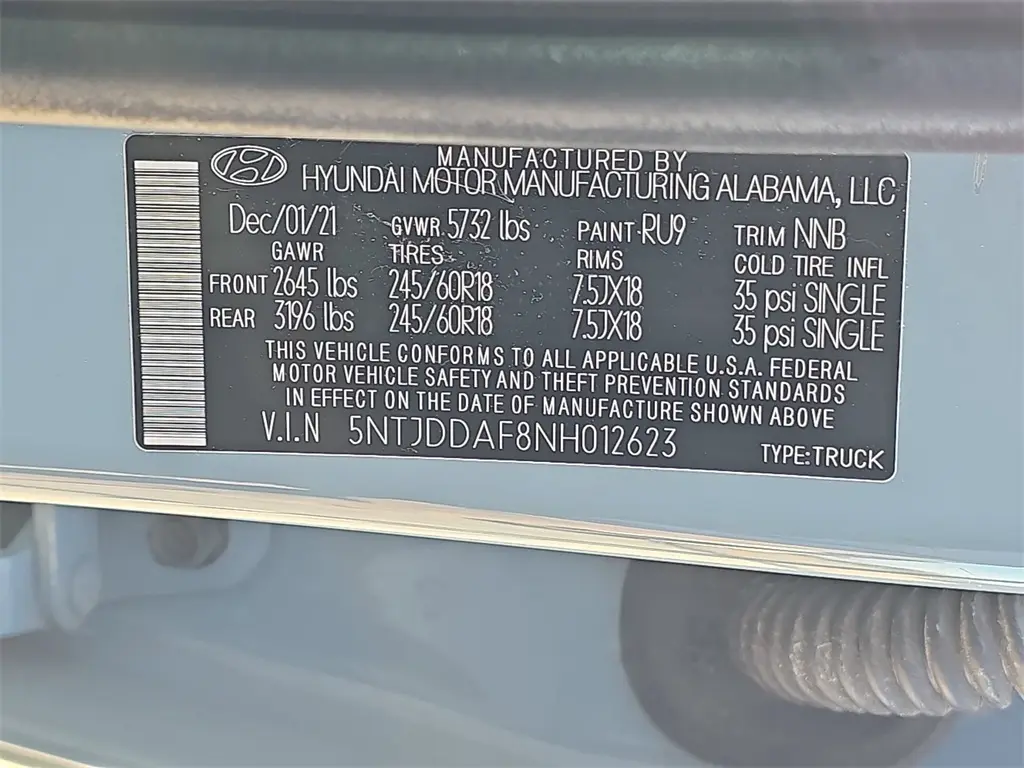 MANUFACTURED BY
HYUNDAI MOTOR MANUFACTURING ALABAMA, LLC
Dec/01/21 GVWR 5732 lbs PAINT RU9 TRIM NNB
GAWR TIRES RIMS COLD TIRE INFL
FRONT 2645 lbs 245/60R18 7.5JX18 35 psi SINGLE
REAR 3196 lbs 245/60R18 7.5JX18 35 psi SINGLE
THIS VEHICLE CONFORMS TO ALL APPLICABLE U.S.A. FEDERAL
MOTOR VEHICLE SAFETY AND THEFT PREVENTION STANDARDS
IN EFFECT ON THE DATE OF MANUFACTURE SHOWN ABOVE
V.I.N 5NTJDDAF8NH012623 TYPE:TRUCK